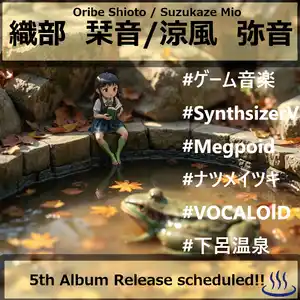 Oribe Shioto / Suzukaze Mio
織部 栞音/涼風 弥音
#ゲーム音楽
#SynthsizerV
#Megpoid
#ナツメイツキ
#VOCALOID
#下呂温泉
5th Album Release scheduled!!